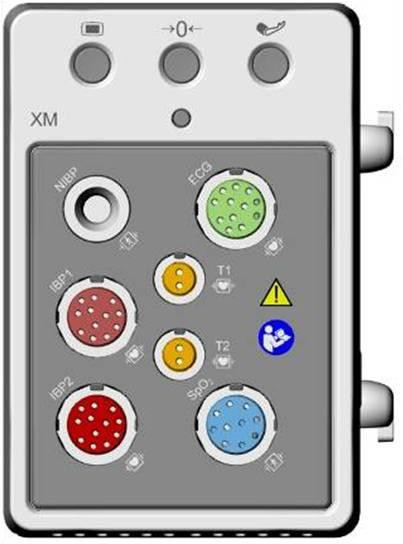 →0←
XM
NIBP
ECG
IBP1
T1
T2
IBP2
SpO₂